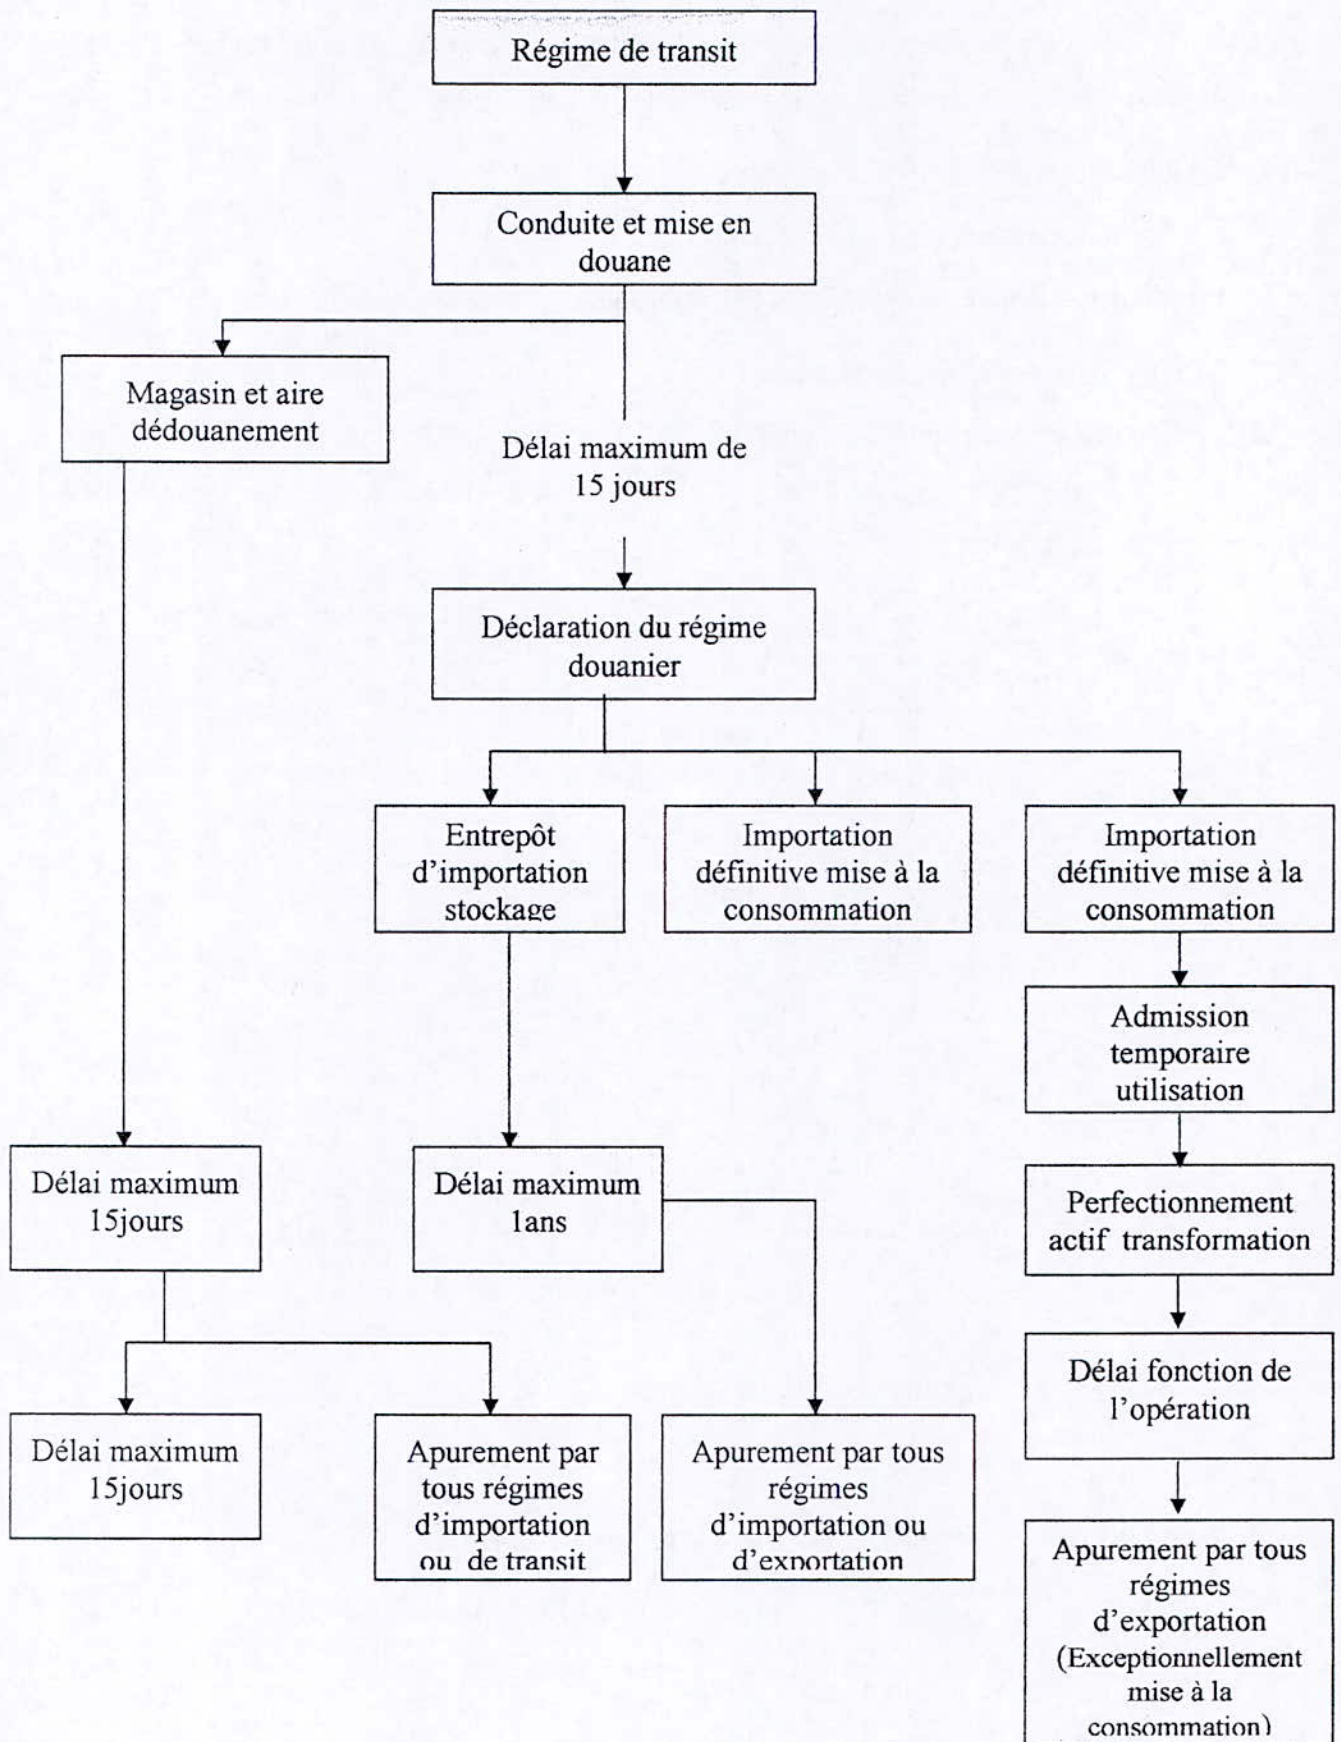 Régime de transit
Conduite et mise en
douane
Magasin et aire
dédouanement
Délai maximum de
15 jours
Déclaration du régime
douanier
Entrepôt
d'importation
stockage
Importation
définitive mise à la
consommation
Importation
définitive mise à la
consommation
Admission
temporaire
utilisation
Délai maximum
15jours
Délai maximum
1ans
Perfectionnement
actif transformation
Délai fonction de
l'opération
Délai maximum
15jours
Apurement par
tous régimes
d'importation
ou de transit
Apurement par tous
régimes
d'importation ou
d'exportation
Apurement par tous
régimes
d'exportation
(Exceptionnellement
mise à la
consommation)